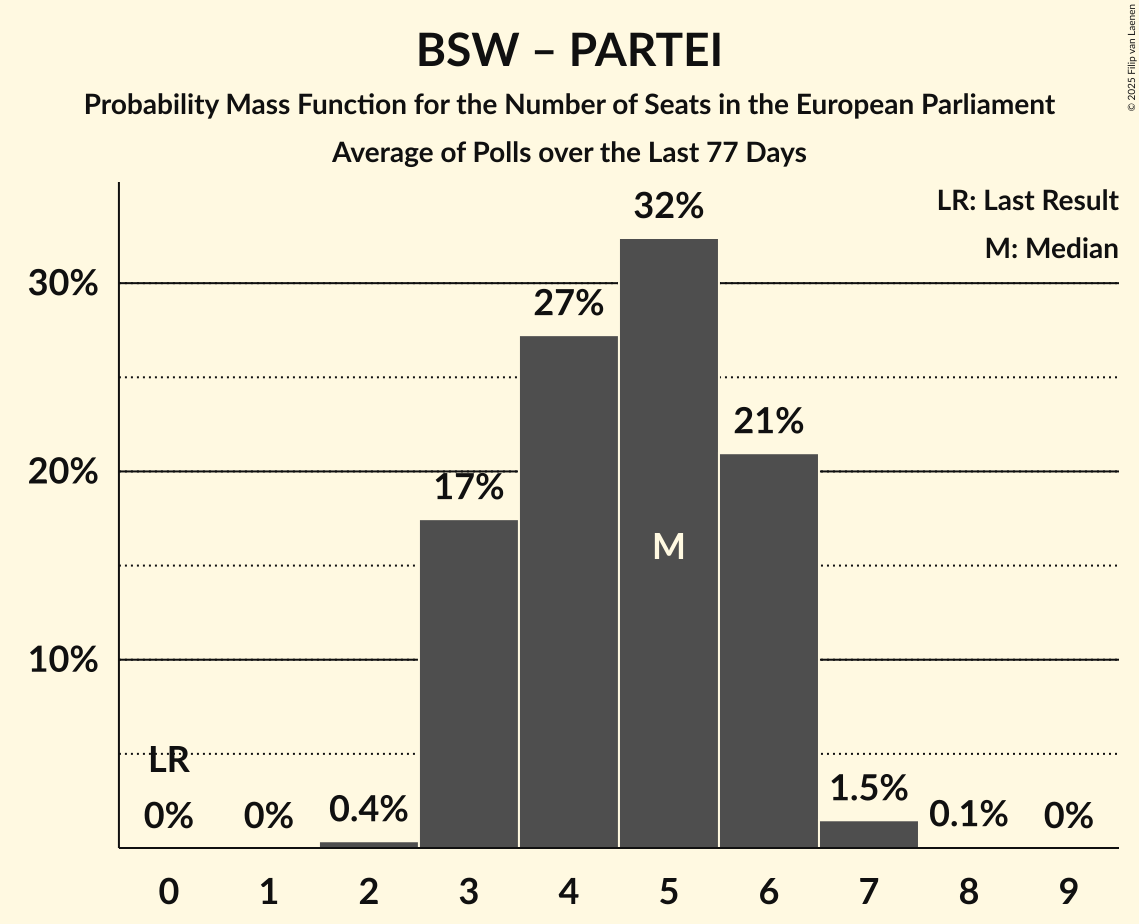 BSW – PARTEI
Probability Mass Function for the Number of Seats in the European Parliament
Average of Polls over the Last 77 Days
© 2025 Filip van Laenen
LR: Last Result
M: Median
32%
30%
27%
21%
20%
17%
M
10%
LR
0%
0%
0.4%
1.5%
0.1%
0%
0 1 2 3 4 5 6 7 8 9